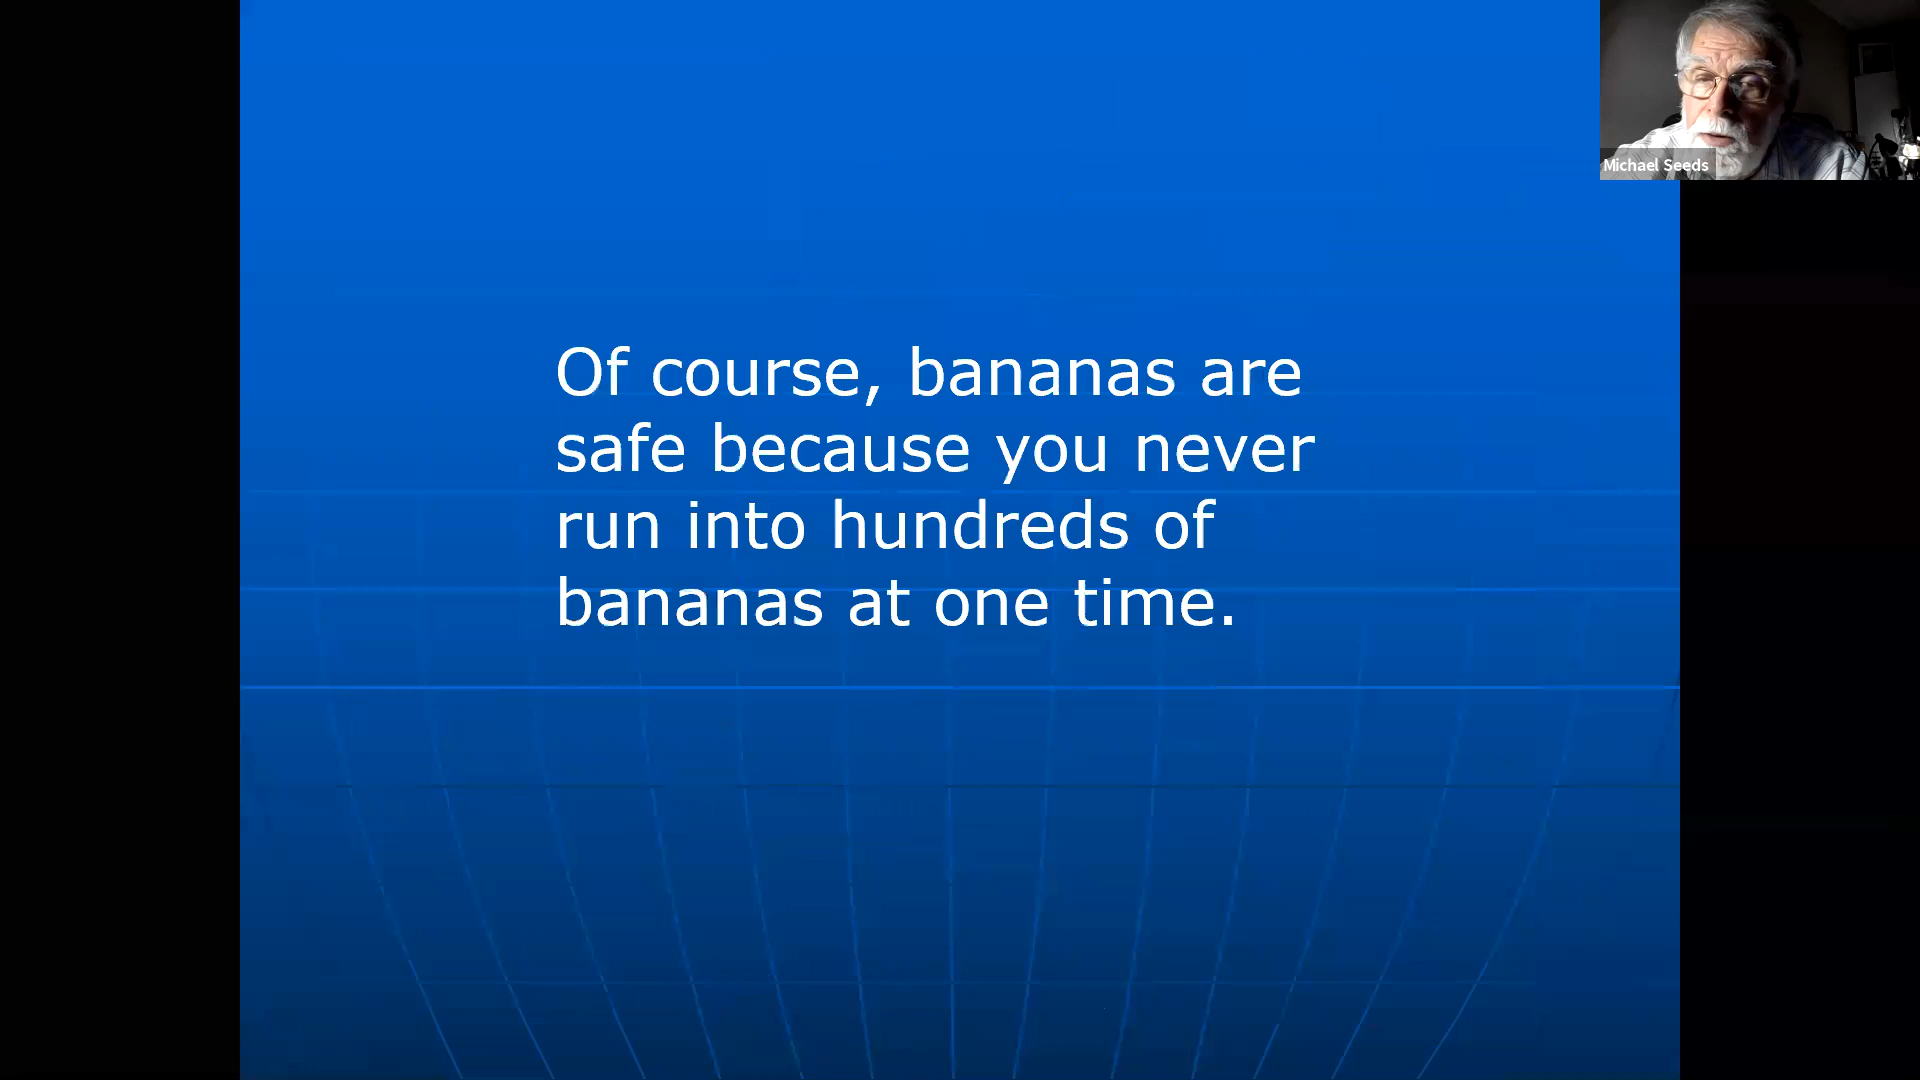 Michael Seeds
Of course, bananas are
safe because you never
run into hundreds of
bananas at one time.